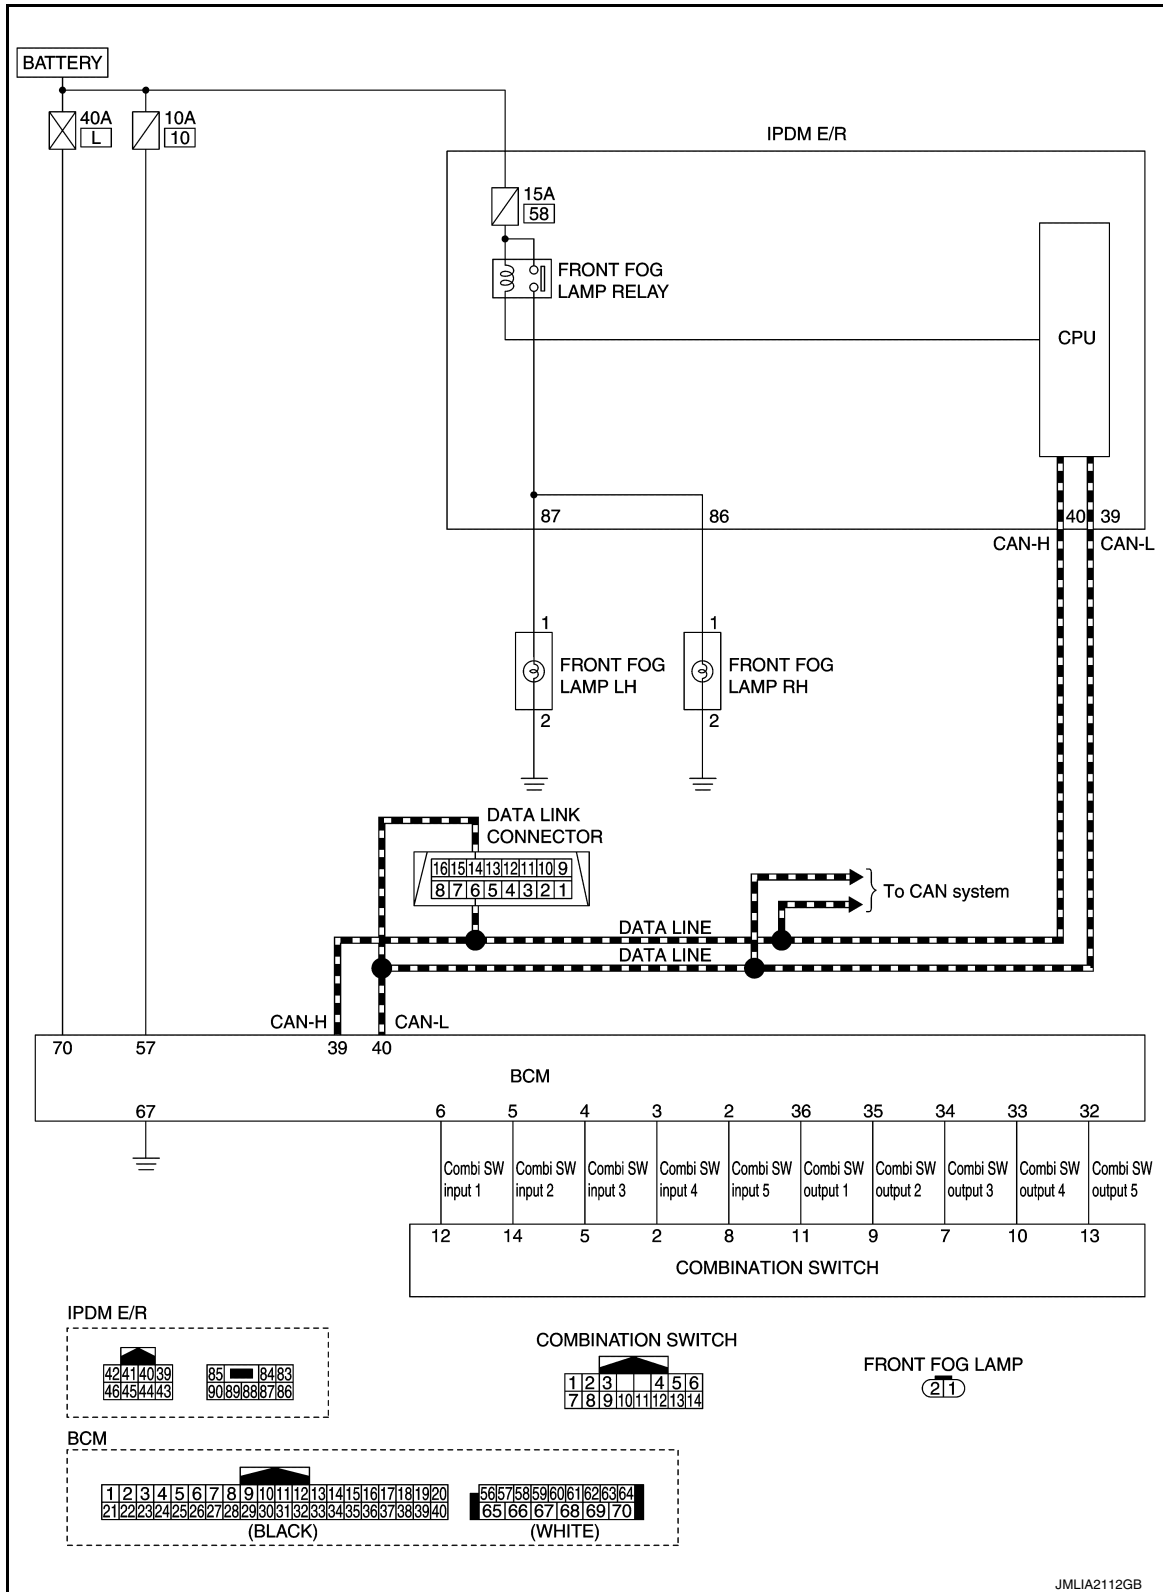 BATTERY
40A
L
10A
10
IPDM E/R
15A
58
FRONT FOG
LAMP RELAY
CPU
87
86
40
39
CAN-H
CAN-L
1
1
FRONT FOG
LAMP LH
FRONT FOG
LAMP RH
2
2
DATA LINK
CONNECTOR
16 15 14 13 12 11 10 9
8 7 6 5 4 3 2 1
To CAN system
DATA LINE
DATA LINE
CAN-H
CAN-L
70
57
39
40
BCM
67
6
5
4
3
2
36
35
34
33
32
Combi SW
input 1
Combi SW
input 2
Combi SW
input 3
Combi SW
input 4
Combi SW
input 5
Combi SW
output 1
Combi SW
output 2
Combi SW
output 3
Combi SW
output 4
Combi SW
output 5
12
14
5
2
8
11
9
7
10
13
COMBINATION SWITCH
IPDM E/R
42 41 40 39
46 45 44 43
85 84 83
90 89 88 87 86
COMBINATION SWITCH
1 2 3 4 5 6
7 8 9 10 11 12 13 14
FRONT FOG LAMP
2 1
BCM
1 2 3 4 5 6 7 8 9 10 11 12 13 14 15 16 17 18 19 20
21 22 23 24 25 26 27 28 29 30 31 32 33 34 35 36 37 38 39 40
(BLACK)
56 57 58 59 60 61 62 63 64
65 66 67 68 69 70
(WHITE)
JMLIA2112GB